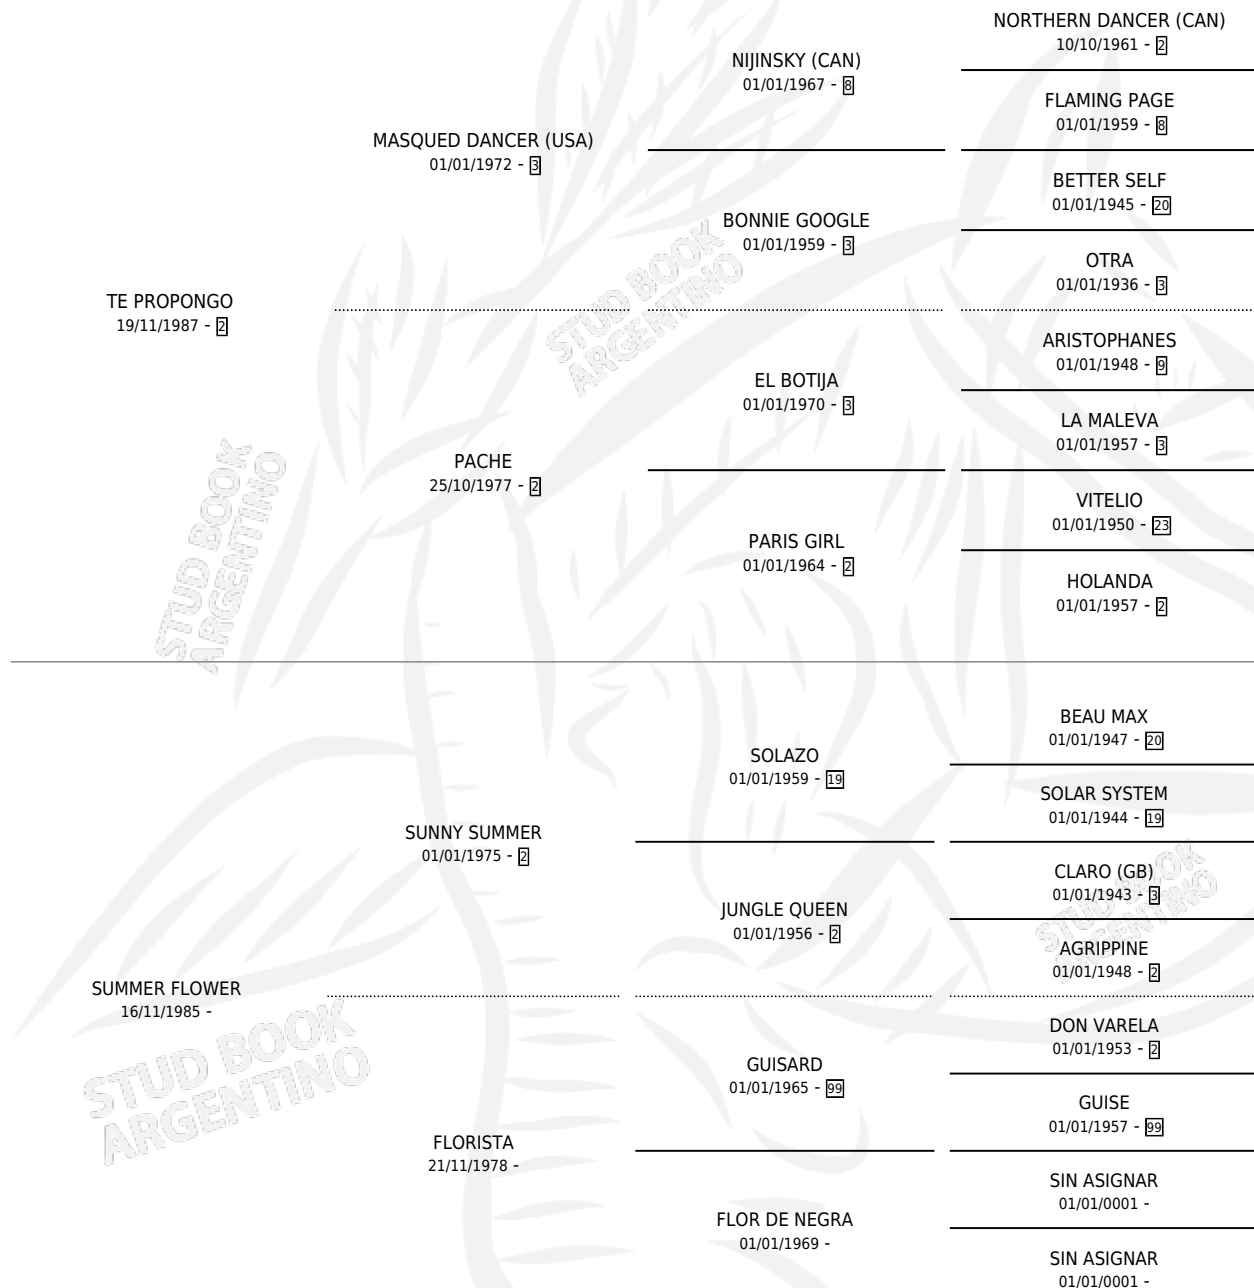 NORTHERN DANCER (CAN)
10/10/1961 - 2
NIJINSKY (CAN)
01/01/1967 - 8
FLAMING PAGE
01/01/1959 - 8
MASQUED DANCER (USA)
01/01/1972 - 3
BETTER SELF
01/01/1945 - 20
BONNIE GOOGLE
01/01/1959 - 3
OTRA
01/01/1936 - 3
TE PROPONGO
19/11/1987 - 2
ARISTOPHANES
01/01/1948 - 9
EL BOTIJA
01/01/1970 - 3
LA MALEVA
01/01/1957 - 3
PACHE
25/10/1977 - 2
VITELIO
01/01/1950 - 23
PARIS GIRL
01/01/1964 - 2
HOLANDA
01/01/1957 - 2
BEAU MAX
01/01/1947 - 20
SOLAZO
01/01/1959 - 19
SOLAR SYSTEM
01/01/1944 - 19
SUNNY SUMMER
01/01/1975 - 2
CLARO (GB)
01/01/1943 - 3
JUNGLE QUEEN
01/01/1956 - 2
AGRIPPINE
01/01/1948 - 2
SUMMER FLOWER
16/11/1985 -
DON VARELA
01/01/1953 - 2
GUISARD
01/01/1965 - 99
GUISE
01/01/1957 - 99
FLORISTA
21/11/1978 -
SIN ASIGNAR
01/01/0001 -
FLOR DE NEGRA
01/01/1969 -
SIN ASIGNAR
01/01/0001 -
STUD BOOK
ARGENTINO
STUD BOOK
ARGENTINO
STUD BOOK
ARGENTINO
STUD BOOK
ARGENTINO